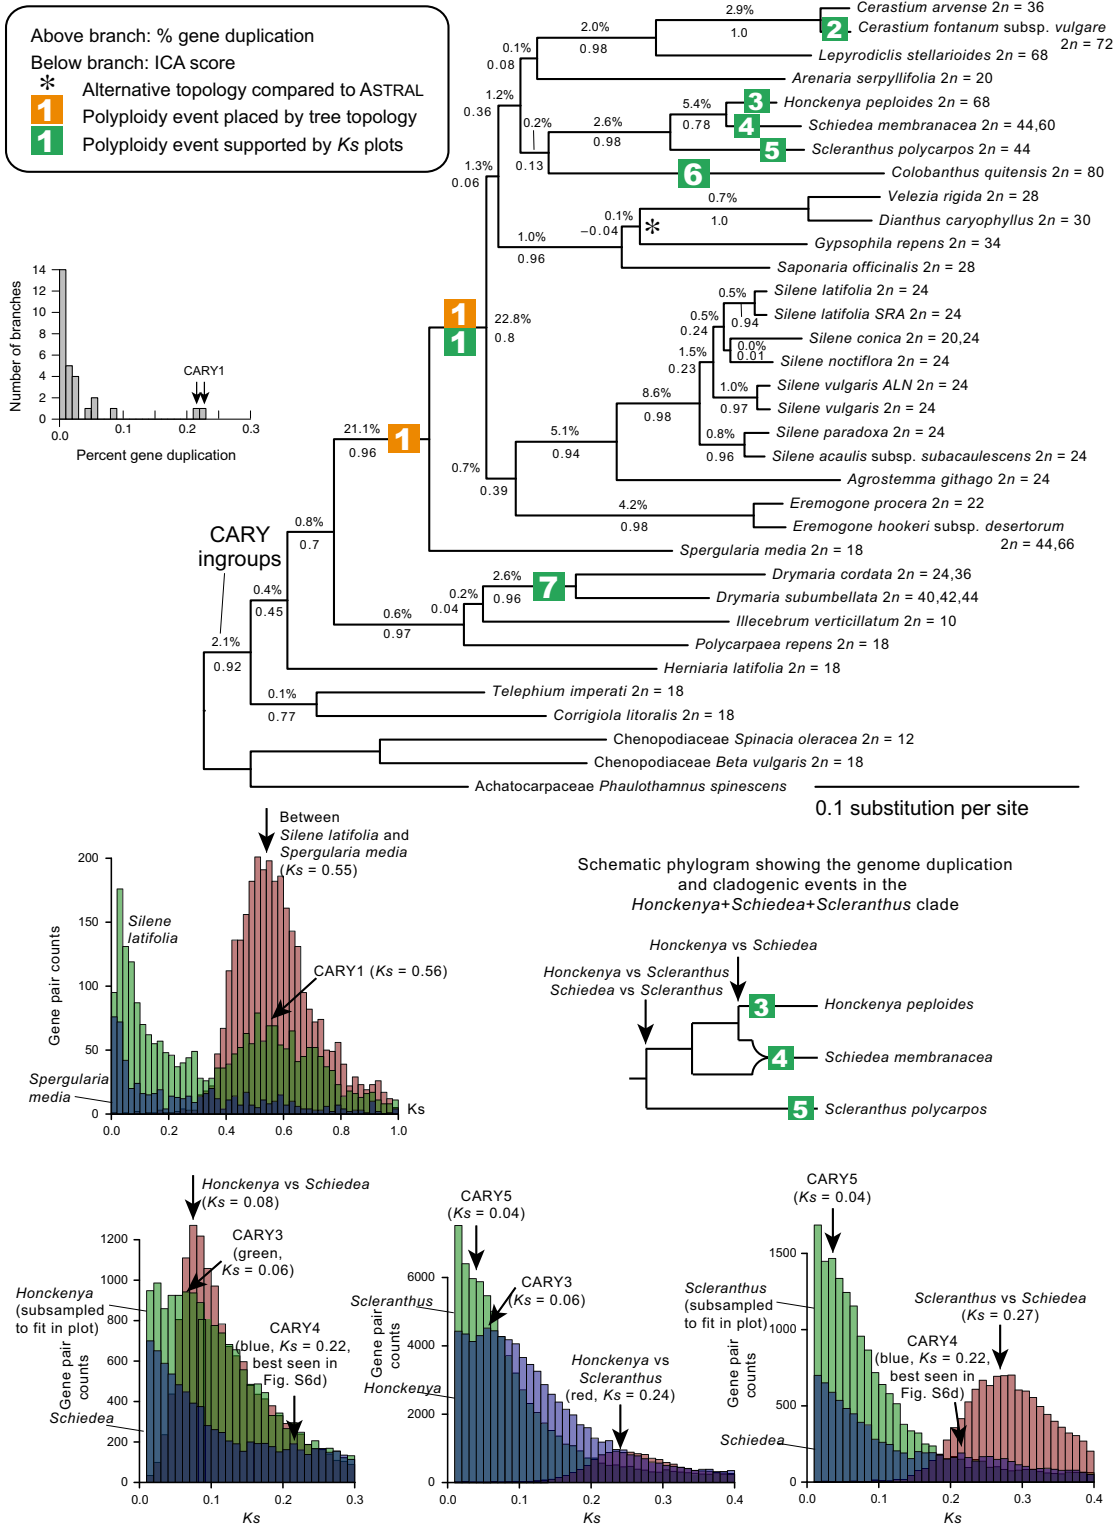 Above branch: % gene duplication
Below branch: ICA score
* Alternative topology compared to ASTRAL
1 Polyploidy event placed by tree topology
1 Polyploidy event supported by Ks plots
2.9%
1.0
2.0%
0.98
0.1%
0.08
1.2%
0.36
5.4%
0.78
2.6%
0.98
0.2%
0.13
1.3%
0.06
0.7%
1.0
0.1%
−0.04
*
1.0%
0.96
22.8%
0.8
1
1
0.5%
0.94
0.5%
0.24
0.0%
0.01
1.5%
0.23
1.0%
0.97
8.6%
0.98
0.8%
0.96
5.1%
0.94
0.7%
0.39
4.2%
0.98
21.1%
0.96
1
0.8%
0.7
2.6%
0.96
7
0.2%
0.04
0.6%
0.97
0.4%
0.45
2.1%
0.92
0.1%
0.77
CARY
ingroups
Cerastium arvense 2n = 36
2 Cerastium fontanum subsp. vulgare
2n = 72
Lepyrodiclis stellarioides 2n = 68
Arenaria serpyllifolia 2n = 20
3 Honckenya peploides 2n = 68
4 Schiedea membranacea 2n = 44,60
5 Scleranthus polycarpos 2n = 44
6 Colobanthus quitensis 2n = 80
Velezia rigida 2n = 28
Dianthus caryophyllus 2n = 30
Gypsophila repens 2n = 34
Saponaria officinalis 2n = 28
Silene latifolia 2n = 24
Silene latifolia SRA 2n = 24
Silene conica 2n = 20,24
Silene noctiflora 2n = 24
Silene vulgaris ALN 2n = 24
Silene vulgaris 2n = 24
Silene paradoxa 2n = 24
Silene acaulis subsp. subacaulescens 2n = 24
Agrostemma githago 2n = 24
Eremogone procera 2n = 22
Eremogone hookeri subsp. desertorum
2n = 44,66
Spergularia media 2n = 18
Drymaria cordata 2n = 24,36
Drymaria subumbellata 2n = 40,42,44
Illecebrum verticillatum 2n = 10
Polycarpaea repens 2n = 18
Herniaria latifolia 2n = 18
Telephium imperati 2n = 18
Corrigiola litoralis 2n = 18
Chenopodiaceae Spinacia oleracea 2n = 12
Chenopodiaceae Beta vulgaris 2n = 18
Achatocarpaceae Phaulothamnus spinescens
0.1 substitution per site
Number of branches
14
12
10
8
6
4
2
0
CARY1
0.0 0.1 0.2 0.3
Percent gene duplication
Between
Silene latifolia and
Spergularia media
(Ks = 0.55)
Silene
latifolia
CARY1 (Ks = 0.56)
Spergularia
media
Gene pair counts
200
150
100
50
0
0.0 0.2 0.4 0.6 0.8 1.0
Ks
Schematic phylogram showing the genome duplication
and cladogenic events in the
Honckenya+Schiedea+Scleranthus clade
Honckenya vs Schiedea
Honckenya vs Scleranthus
Schiedea vs Scleranthus
3 Honckenya peploides
4 Schiedea membranacea
5 Scleranthus polycarpos
Honckenya vs Schiedea
(Ks = 0.08)
CARY3
(green,
Ks = 0.06)
Honckenya
(subsampled
to fit in plot)
CARY4
(blue, Ks = 0.22,
best seen in
Fig. S6d)
Schiedea
Gene pair
counts
1200
1000
800
600
400
200
0
0.0 0.1 0.2 0.3
Ks
CARY5
(Ks = 0.04)
CARY3
(Ks = 0.06)
Scleranthus
Honckenya vs
Scleranthus
(red, Ks = 0.24)
Honckenya
Gene pair
counts
6000
4000
2000
0
0.0 0.1 0.2 0.3 0.4
Ks
CARY5
(Ks = 0.04)
Scleranthus
(subsampled
to fit in plot)
Scleranthus vs Schiedea
(Ks = 0.27)
CARY4
(blue, Ks = 0.22,
best seen in
Fig. S6d)
Schiedea
Gene pair
counts
1500
1000
500
0
0.0 0.1 0.2 0.3 0.4
Ks